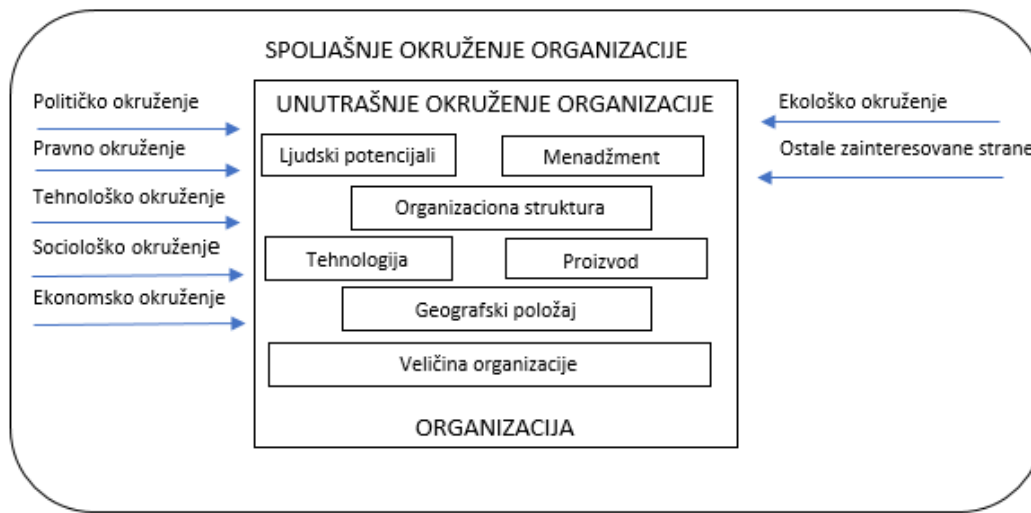 SPOLJAŠNJE OKRUŽENJE ORGANIZACIJE
UNUTRAŠNJE OKRUŽENJE ORGANIZACIJE
Političko okruženje
Pravno okruženje
Tehnološko okruženje
Sociološko okruženje
Ekonomsko okruženje
Ljudski potencijali
Menadžment
Organizaciona struktura
Tehnologija
Proizvod
Geografski položaj
Veličina organizacije
ORGANIZACIJA
Ekološko okruženje
Ostale zainteresovane strane